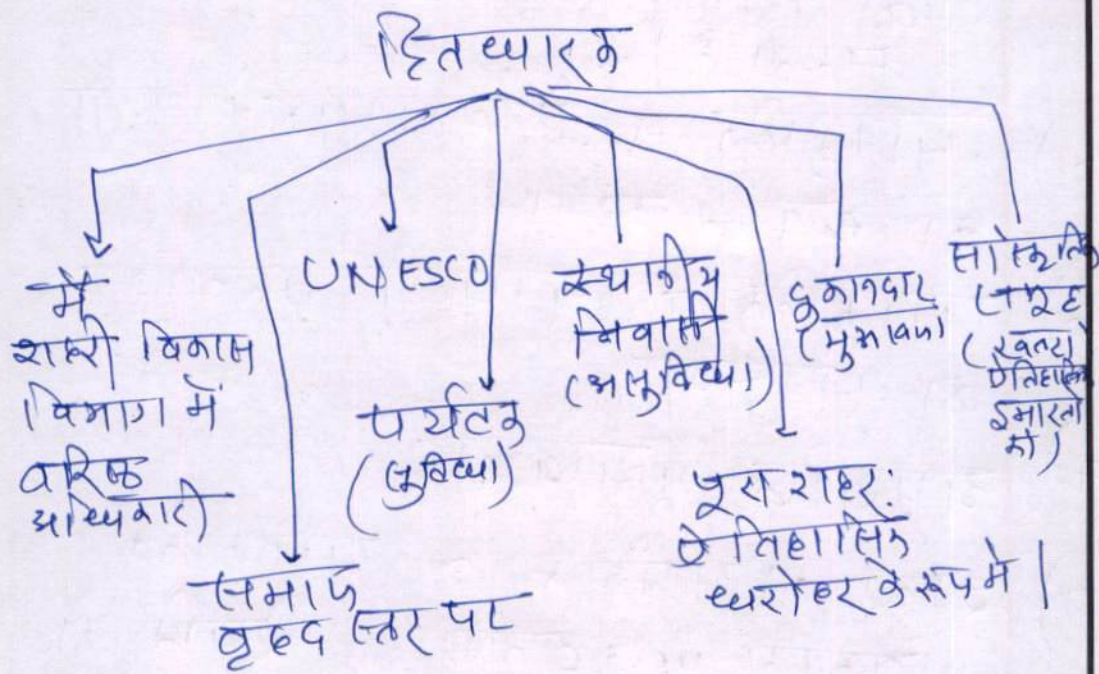 हितधारक
मैं
शहरी विकास
विभाग में
वरिष्ठ
अधिकारी
समाज
वृहद स्तर पर
UNESCO
पर्यटक
(सुविधा)
स्थानीय
निवासी
(असुविधा)
पूरा शहर:
ऐतिहासिक
धरोहर के रूप में।
दुकानदार
(मुआवजा)
सांस्कृतिक
समूह
(खतरा
ऐतिहासिक
इमारतों
को)